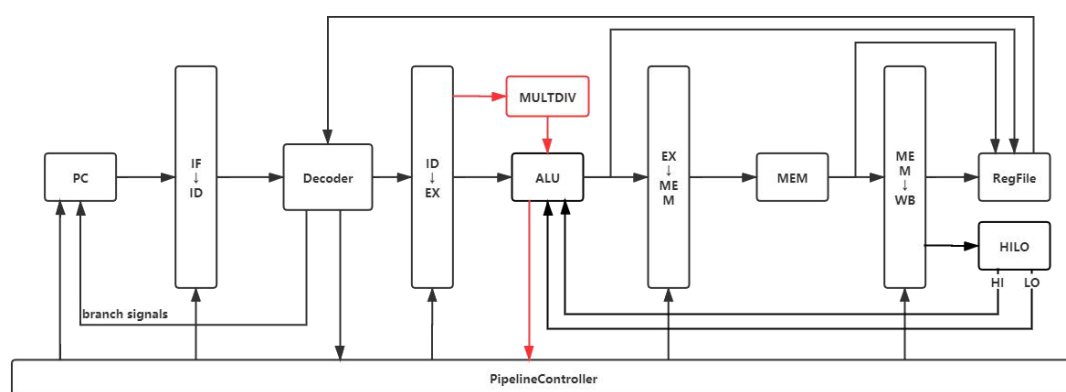 MULTDIV
PC
IF
↓
ID
Decoder
ID
↓
EX
ALU
EX
↓
ME
M
MEM
ME
M
↓
WB
RegFile
HILO
HI
LO
branch signals
PipelineController